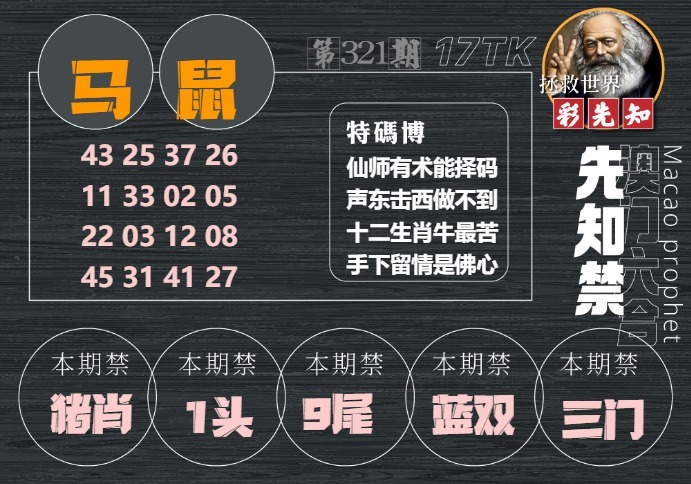 马 鼠
第321期 17TK
拯救世界
彩先知
43 25 37 26
11 33 02 05
22 03 12 08
45 31 41 27
特碼博
仙师有术能择码
声东击西做不到
十二生肖牛最苦
手下留情是佛心
先知禁
澳门六合
Macao prophet
本期禁 本期禁 本期禁 本期禁 本期禁
猪肖 1头 9尾 蓝双 三门